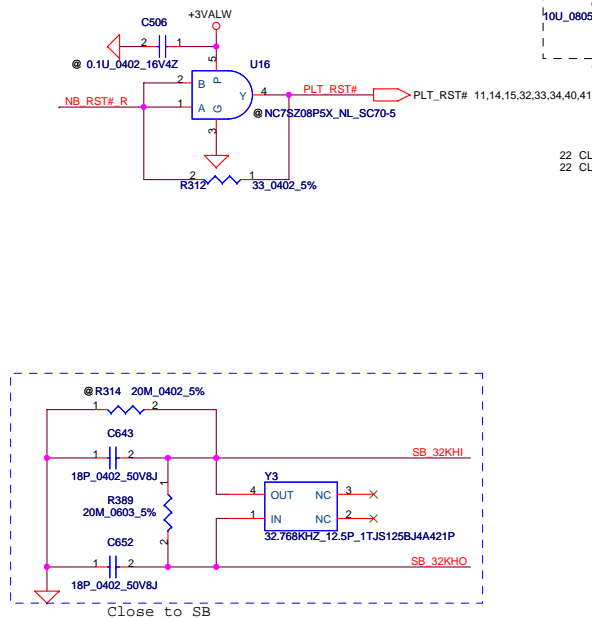 C506
+3VALW
10U_0805
2
1
@ 0.1U_0402_16V4Z
5
U16
2
B
P
NB_RST#_R
1
A
G
Y
4
PLT_RST#
PLT_RST# 11,14,15,32,33,34,40,41
@ NC7SZ08P5X_NL_SC70-5
3
22 CL
22 CL
2
1
R312
33_0402_5%
@ R314 20M_0402_5%
1
2
C643
1
2
SB_32KHI
18P_0402_50V8J
Y3
1
4
OUT
NC
3
R389
20M_0603_5%
1
IN
NC
2
2
32.768KHZ_12.5P_1TJS125BJ4A421P
C652
1
2
SB_32KHO
18P_0402_50V8J
Close to SB